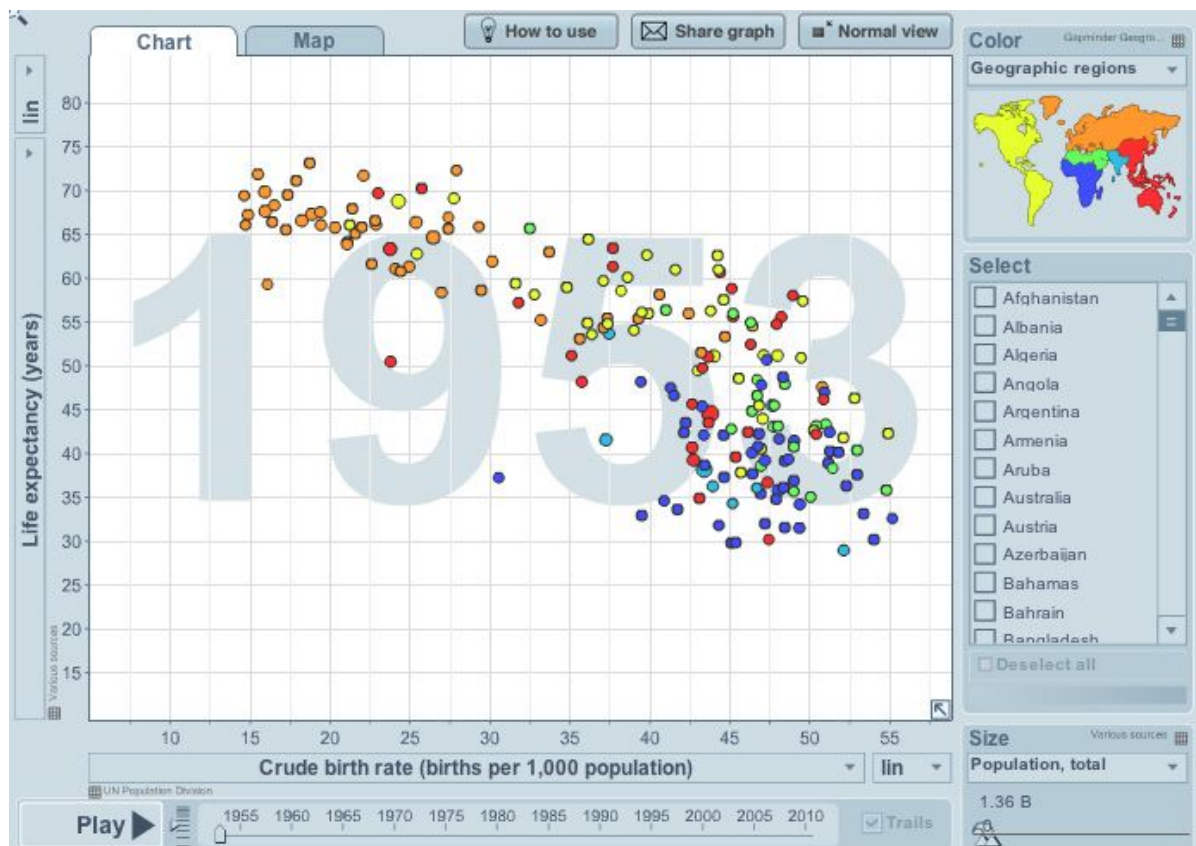 Chart
Map
How to use
Share graph
Normal view
lin
Life expectancy (years)
Various sources
1953
80
75
70
65
60
55
50
45
40
35
30
25
20
15
10 15 20 25 30 35 40 45 50 55
Crude birth rate (births per 1,000 population)
lin
UN Population Division
Play
1955 1960 1965 1970 1975 1980 1985 1990 1995 2000 2005 2010
Trails
Color
Gapminder Geogra...
Geographic regions
Select
Afghanistan
Albania
Algeria
Angola
Argentina
Armenia
Aruba
Australia
Austria
Azerbaijan
Bahamas
Bahrain
Bangladesh
Deselect all
Size
Various sources
Population, total
1.36 B